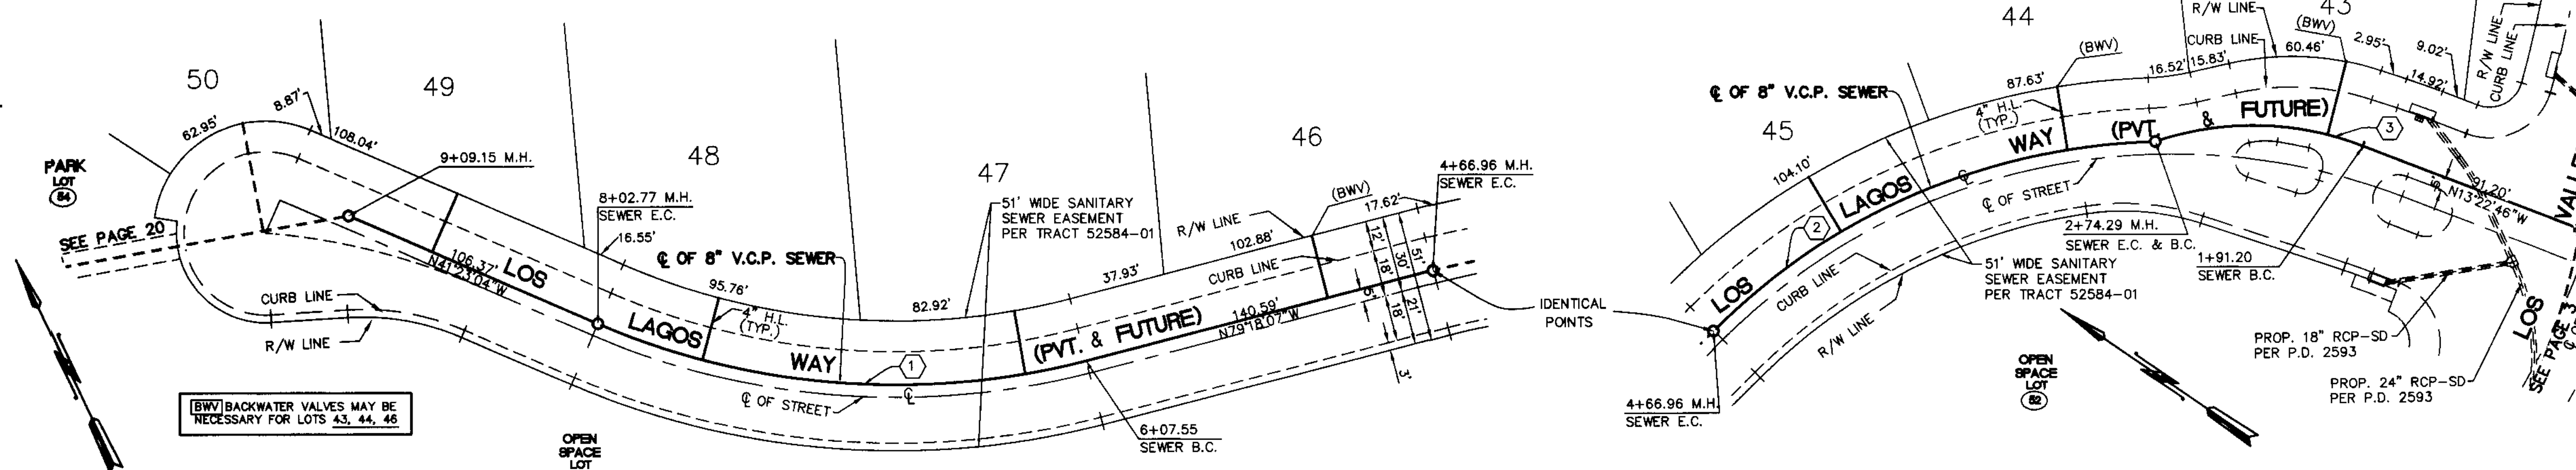 50
49
48
47
46
62.95'
8.87'
108.04'
PARK
LOT
54
SEE PAGE 20
9+09.15 M.H.
8+02.77 M.H.
SEWER E.C.
16.55'
106.37'
N41°23'04"W
LOS
LAGOS
WAY
(PVT. & FUTURE)
℄ OF 8" V.C.P. SEWER
95.76'
4" H.L.
(TYP.)
82.92'
51' WIDE SANITARY
SEWER EASEMENT
PER TRACT 52584-01
37.93'
102.88'
R/W LINE
CURB LINE
(BWV)
17.62'
4+66.96 M.H.
SEWER E.C.
12'
18'
30'
51'
5'
18'
21'
3'
140.59'
N79°18'07"W
1
℄
℄ OF STREET
CURB LINE
R/W LINE
6+07.55
SEWER B.C.
BWV BACKWATER VALVES MAY BE
NECESSARY FOR LOTS 43, 44, 46
OPEN
SPACE
LOT
IDENTICAL
POINTS
45
44
43
℄ OF 8" V.C.P. SEWER
104.10'
87.63'
(BWV)
16.52'
15.83'
R/W LINE
CURB LINE
(BWV)
60.46'
2.95'
9.02'
14.92'
R/W LINE
CURB LINE
4" H.L.
(TYP.)
LOS
LAGOS
WAY
(PVT. & FUTURE)
2
3
℄
℄ OF STREET
CURB LINE
R/W LINE
2+74.29 M.H.
SEWER E.C. & B.C.
1+91.20
SEWER B.C.
51' WIDE SANITARY
SEWER EASEMENT
PER TRACT 52584-01
4+66.96 M.H.
SEWER E.C.
91.20'
N13°22'46"W
OPEN
SPACE
LOT
52
PROP. 18" RCP-SD
PER P.D. 2593
PROP. 24" RCP-SD
PER P.D. 2593
LOS
SEE PAGE 3